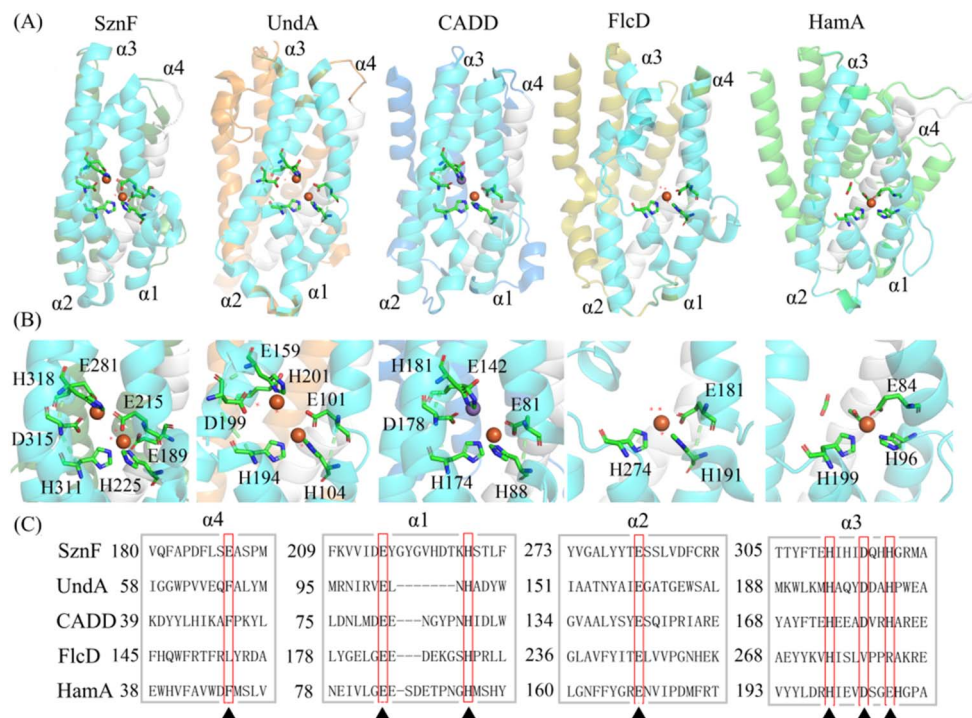 (A)
SznF UndA CADD FlcD HamA
α3 α4 α2 α1
α3 α4 α2 α1
α3 α4 α2 α1
α3 α4 α2 α1
α3 α4 α2 α1
(B)
E281 H318 E215 D315 E189 H311 H225
E159 H201 E101 D199 H194 H104
H181 E142 E81 D178 H174 H88
E181 H274 H191
E84 H96 H199
(C)
α4 α1 α2 α3
SznF 180 VQFAPDFLSEASPM 209 FKVVIDEYGYGVHDTKHSTLF 273 YVGALYYTESSLVDFCRR 305 TTYFTEHIHIDQHHGRMA
UndA 58 IGGWPVVEQFALYM 95 MRNIRVEL--------NHADYW 151 IAATNYAIEGATGEWSAL 188 MKWLKMHAQYDDAHPWEA
CADD 39 KDYYLHIKAFPKYL 75 LDNLMDEE---NGYPNHIDLW 134 GVAALYSYESQIPRIARE 168 YAYFTEHEEADVRHAREE
FlcD 145 FHQWFRTFRLYRDA 178 LYGELGEE---DEKGSHPRLL 236 GLAVFYITELVVPGNHEK 268 AEYYKVHISLVPPRAKRE
HamA 38 EWHVFAVWDFMSLV 78 NEIVLGEE-SDETPNGHMSHY 160 LGNFFYGRENVIPDMFRT 193 VYYLDRHIEVDSGEHGPA